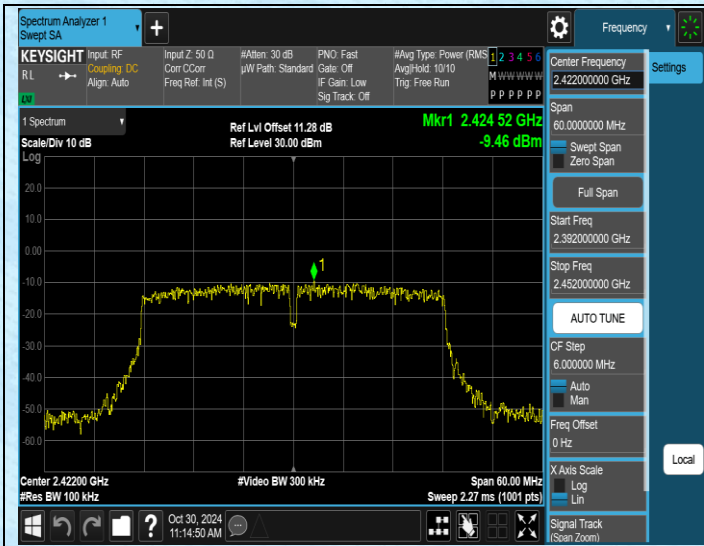 Spectrum Analyzer 1
Swept SA
+
Frequency
KEYSIGHT
RL
LXI
Input: RF
Coupling: DC
Align: Auto
Input Z: 50 Ω
Corr CCorr
Freq Ref: Int (S)
#Atten: 30 dB
µW Path: Standard
PNO: Fast
Gate: Off
IF Gain: Low
Sig Track: Off
#Avg Type: Power (RMS
Avg|Hold: 10/10
Trig: Free Run
1 2 3 4 5 6
M W W W W W
P P P P P P
1 Spectrum
Scale/Div 10 dB
Ref Lvl Offset 11.28 dB
Ref Level 30.00 dBm
Mkr1 2.424 52 GHz
-9.46 dBm
Log
20.0
10.0
0.00
-10.0
-20.0
-30.0
-40.0
-50.0
-60.0
1
Center 2.42200 GHz
#Res BW 100 kHz
#Video BW 300 kHz
Span 60.00 MHz
Sweep 2.27 ms (1001 pts)
?
Oct 30, 2024
11:14:50 AM
Center Frequency
2.422000000 GHz
Span
60.0000000 MHz
Swept Span
Zero Span
Full Span
Start Freq
2.392000000 GHz
Stop Freq
2.452000000 GHz
AUTO TUNE
CF Step
6.000000 MHz
Auto
Man
Freq Offset
0 Hz
X Axis Scale
Log
Lin
Signal Track
(Span Zoom)
Settings
Local